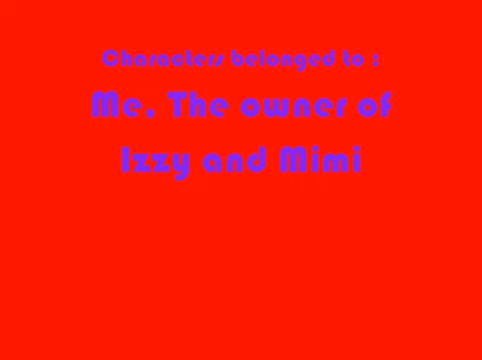 Characters belonged to :
Me. The owner of
Izzy and Mimi